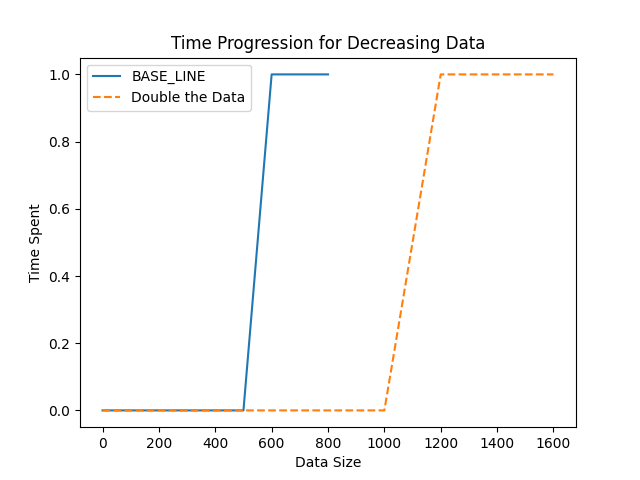 Time Progression for Decreasing Data
BASE_LINE
Double the Data
1.0
0.8
0.6
0.4
0.2
0.0
Time Spent
0 200 400 600 800 1000 1200 1400 1600
Data Size